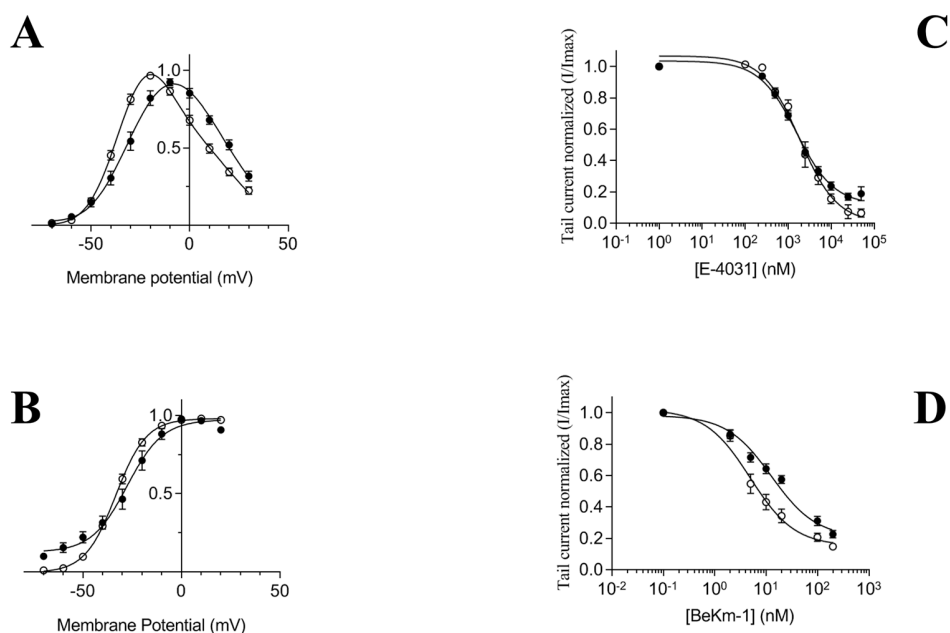 A
1.0
0.5
-50
0
50
Membrane potential (mV)
C
Tail current normalized (I/Imax)
1.0
0.8
0.6
0.4
0.2
0.0
10-1 100 101 102 103 104 105
[E-4031] (nM)
B
1.0
0.5
-50
0
50
Membrane Potential (mV)
D
Tail current normalized (I/Imax)
1.0
0.8
0.6
0.4
0.2
0.0
10-2 10-1 100 101 102 103
[BeKm-1] (nM)